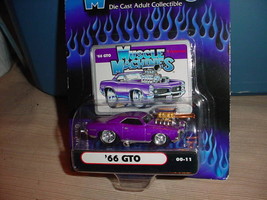 Die Cast Adult Collectible
'66 GTO
MUSCLE
MACHINES
'66 GTO
00-11